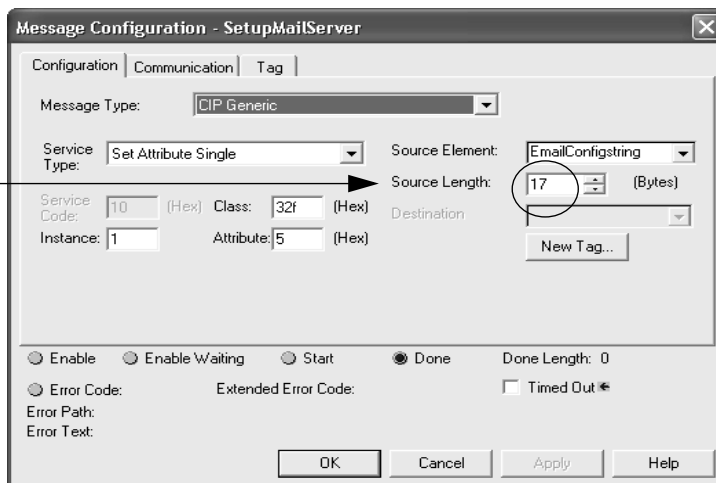 Message Configuration - SetupMailServer
Configuration Communication Tag
Message Type: CIP Generic
Service Type: Set Attribute Single
Source Element: EmailConfigstring
Source Length: 17 (Bytes)
Service Code: 10 (Hex) Class: 32f (Hex)
Destination
Instance: 1 Attribute: 5 (Hex)
New Tag...
Enable Enable Waiting Start Done Done Length: 0
Error Code: Extended Error Code: Timed Out
Error Path:
Error Text:
OK Cancel Apply Help